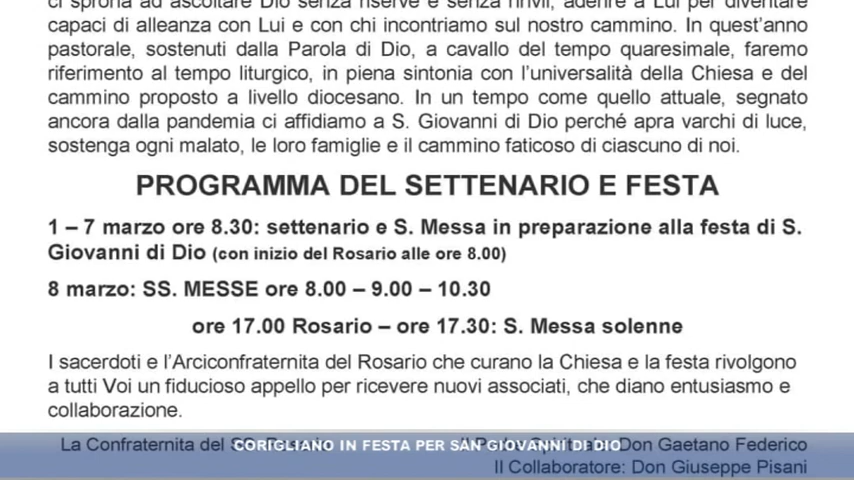 ci sprona ad ascoltare Dio senza riserve e senza rinvii, aderire a Lui per diventare
capaci di alleanza con Lui e con chi incontriamo sul nostro cammino. In quest'anno
pastorale, sostenuti dalla Parola di Dio, a cavallo del tempo quaresimale, faremo
riferimento al tempo liturgico, in piena sintonia con l'universalità della Chiesa e del
cammino proposto a livello diocesano. In un tempo come quello attuale, segnato
ancora dalla pandemia ci affidiamo a S. Giovanni di Dio perché apra varchi di luce,
sostenga ogni malato, le loro famiglie e il cammino faticoso di ciascuno di noi.
PROGRAMMA DEL SETTENARIO E FESTA
1 – 7 marzo ore 8.30: settenario e S. Messa in preparazione alla festa di S.
Giovanni di Dio (con inizio del Rosario alle ore 8.00)
8 marzo: SS. MESSE ore 8.00 – 9.00 – 10.30
ore 17.00 Rosario – ore 17.30: S. Messa solenne
I sacerdoti e l'Arciconfraternita del Rosario che curano la Chiesa e la festa rivolgono
a tutti Voi un fiducioso appello per ricevere nuovi associati, che diano entusiasmo e
collaborazione.
La Confraternita del Don Gaetano Federico
CORIGLIANO IN FESTA PER SAN GIOVANNI DI DIO
Il Collaboratore: Don Giuseppe Pisani